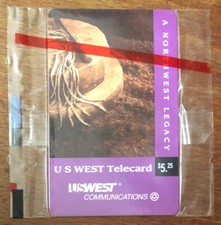 A NORTHWEST LEGACY
U S WEST Telecard
$5.25
USWEST®
COMMUNICATIONS